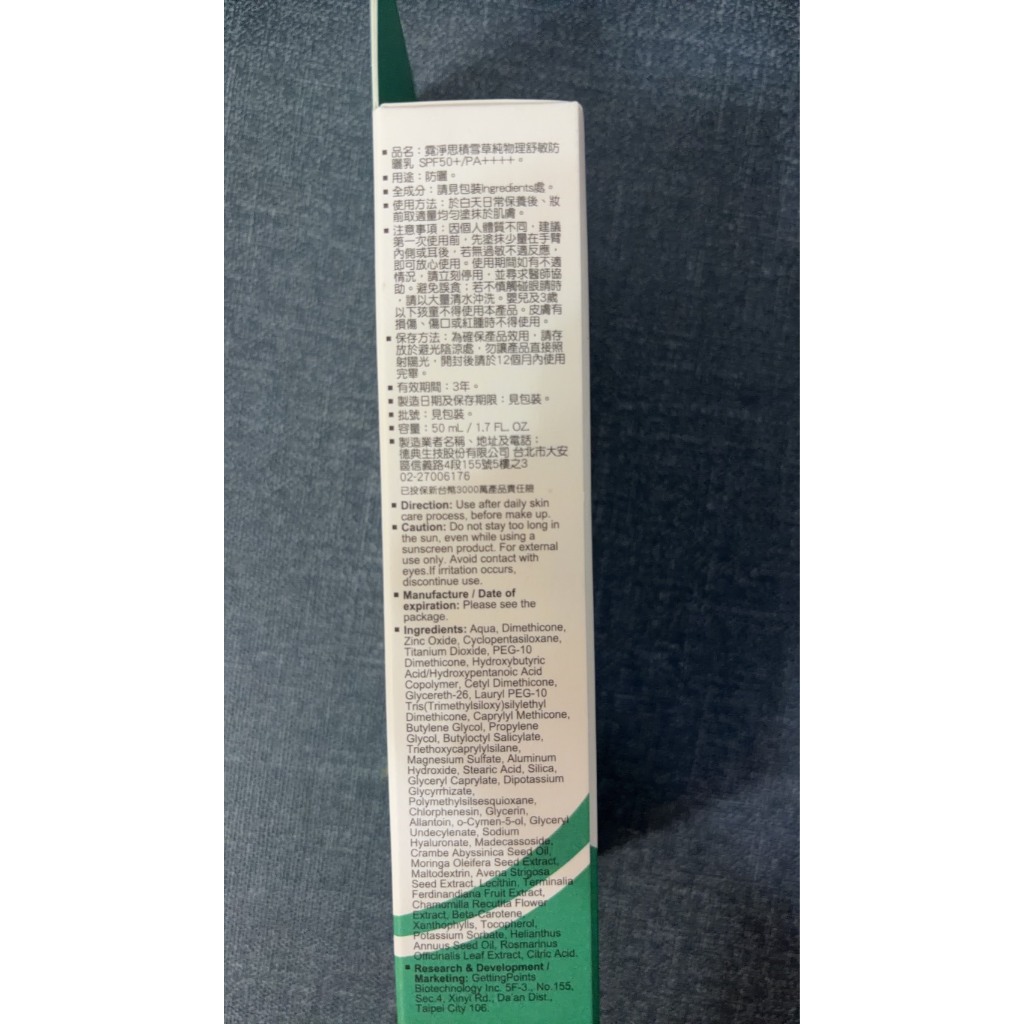 ▪ 品名：霓淨思積雪草純物理舒敏防
曬乳 SPF50+/PA++++。
▪ 用途：防曬。
▪ 全成分：請見包裝Ingredients處。
▪ 使用方法：於白天日常保養後、妝
前取適量均勻塗抹於肌膚。
▪ 注意事項：因個人體質不同，建議
第一次使用前，先塗抹少量在手臂
內側或耳後，若無過敏不適反應，
即可放心使用。使用期間如有不適
情況，請立刻停用，並尋求醫師協
助。避免誤食；若不慎觸碰眼睛時
，請以大量清水沖洗。嬰兒及3歲
以下孩童不得使用本產品。皮膚有
損傷、傷口或紅腫時不得使用。
▪ 保存方法：為確保產品效用，請存
放於避光陰涼處，勿讓產品直接照
射陽光，開封後請於12個月內使用
完畢。
▪ 有效期間：3年。
▪ 製造日期及保存期限：見包裝。
▪ 批號：見包裝。
▪ 容量：50 mL / 1.7 FL. OZ.
▪ 製造業者名稱、地址及電話：
德典生技股份有限公司 台北市大安
區信義路4段155號5樓之3
02-27006176
已投保新台幣3000萬產品責任險
▪ Direction: Use after daily skin
care process, before make up.
▪ Caution: Do not stay too long in
the sun, even while using a
sunscreen product. For external
use only. Avoid contact with
eyes.If irritation occurs,
discontinue use.
▪ Manufacture / Date of
expiration: Please see the
package.
▪ Ingredients: Aqua, Dimethicone,
Zinc Oxide, Cyclopentasiloxane,
Titanium Dioxide, PEG-10
Dimethicone, Hydroxybutyric
Acid/Hydroxypentanoic Acid
Copolymer, Cetyl Dimethicone,
Glycereth-26, Lauryl PEG-10
Tris(Trimethylsiloxy)silylethyl
Dimethicone, Caprylyl Methicone,
Butylene Glycol, Propylene
Glycol, Butyloctyl Salicylate,
Triethoxycaprylylsilane,
Magnesium Sulfate, Aluminum
Hydroxide, Stearic Acid, Silica,
Glyceryl Caprylate, Dipotassium
Glycyrrhizate,
Polymethylsilsesquioxane,
Chlorphenesin, Glycerin,
Allantoin, o-Cymen-5-ol, Glyceryl
Undecylenate, Sodium
Hyaluronate, Madecassoside,
Crambe Abyssinica Seed Oil,
Moringa Oleifera Seed Extract,
Maltodextrin, Avena Strigosa
Seed Extract, Lecithin, Terminalia
Ferdinandiana Fruit Extract,
Chamomilla Recutita Flower
Extract, Beta-Carotene,
Xanthophylls, Tocopherol,
Potassium Sorbate, Helianthus
Annuus Seed Oil, Rosmarinus
Officinalis Leaf Extract, Citric Acid.
▪ Research & Development /
Marketing: GettingPoints
Biotechnology Inc. 5F-3., No.155,
Sec.4, Xinyi Rd., Da'an Dist.,
Taipei City 106.